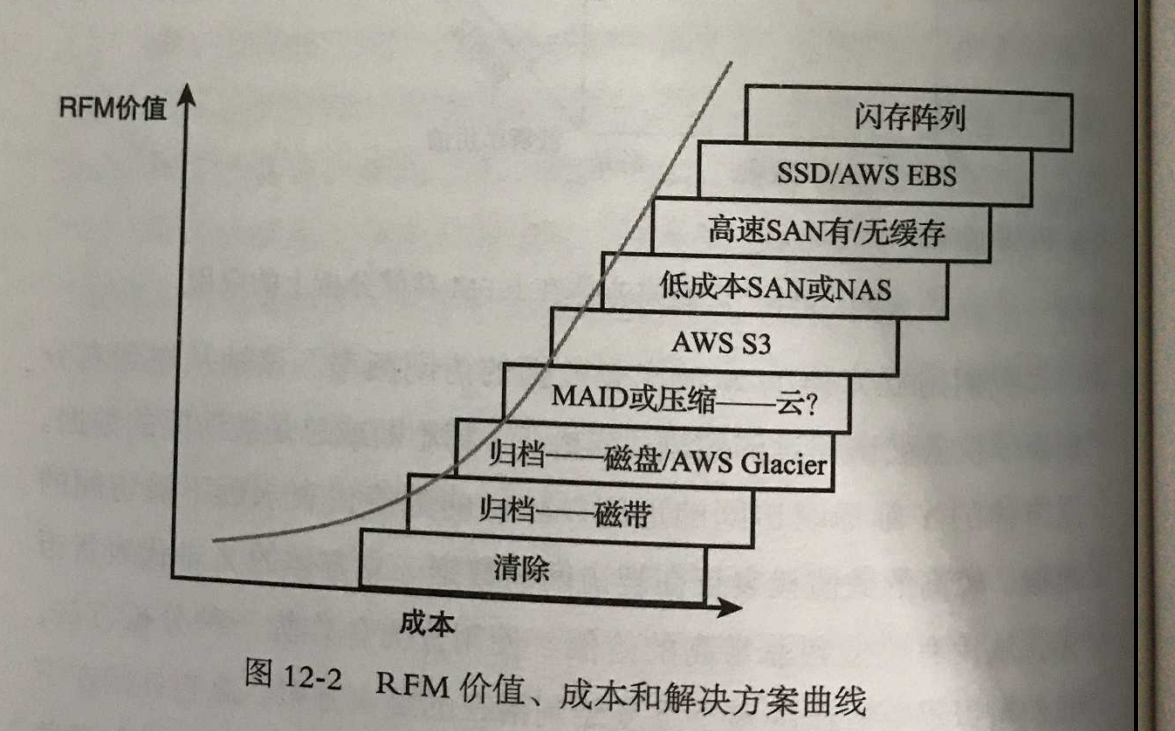 RFM价值
闪存阵列
SSD/AWS EBS
高速SAN有/无缓存
低成本SAN或NAS
AWS S3
MAID或压缩——云?
归档——磁盘/AWS Glacier
归档——磁带
清除
成本
图 12-2 RFM 价值、成本和解决方案曲线